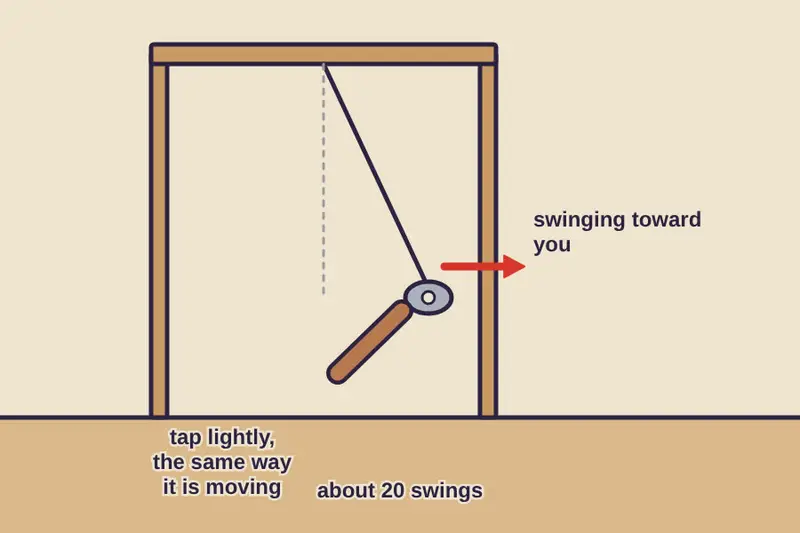 swinging toward
you
tap lightly,
the same way
it is moving
about 20 swings